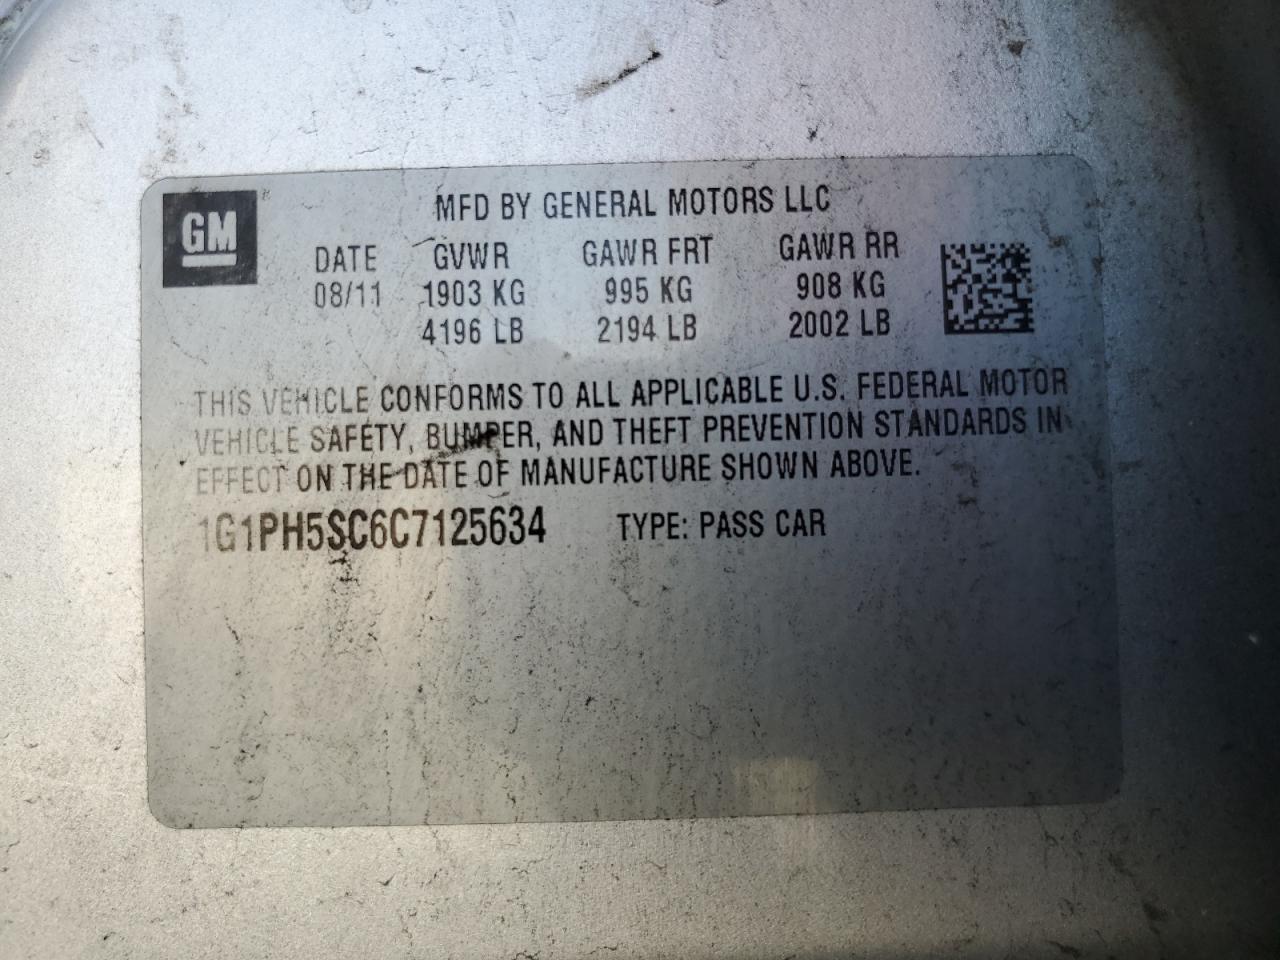 GM
MFD BY GENERAL MOTORS LLC
DATE GVWR GAWR FRT GAWR RR
08/11 1903 KG 995 KG 908 KG
4196 LB 2194 LB 2002 LB
THIS VEHICLE CONFORMS TO ALL APPLICABLE U.S. FEDERAL MOTOR
VEHICLE SAFETY, BUMPER, AND THEFT PREVENTION STANDARDS IN
EFFECT ON THE DATE OF MANUFACTURE SHOWN ABOVE.
1G1PH5SC6C7125634 TYPE: PASS CAR